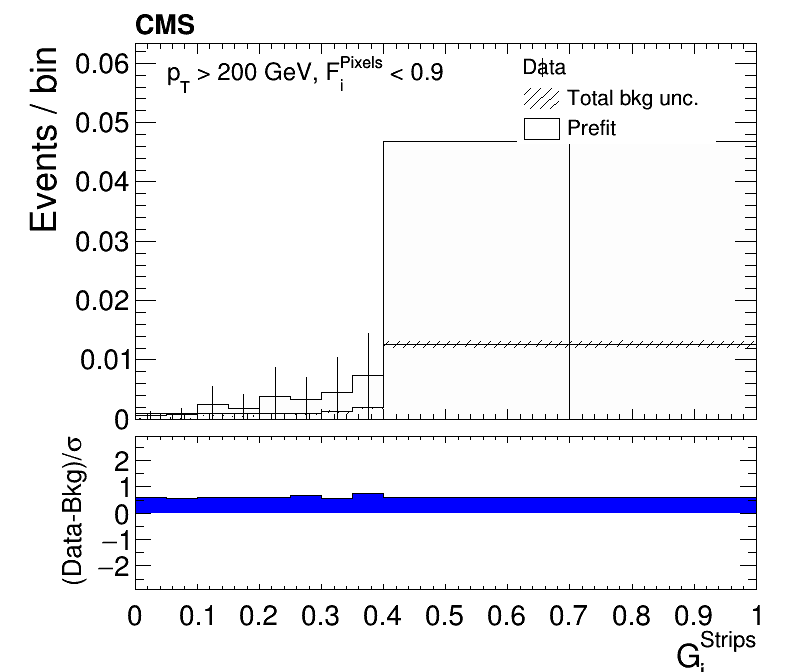 CMS
p_T > 200 GeV, F_i^Pixels < 0.9
Data
Total bkg unc.
Prefit
Events / bin
0.06
0.05
0.04
0.03
0.02
0.01
0
(Data-Bkg)/σ
2
1
0
−1
−2
0 0.1 0.2 0.3 0.4 0.5 0.6 0.7 0.8 0.9 1
G_i^Strips